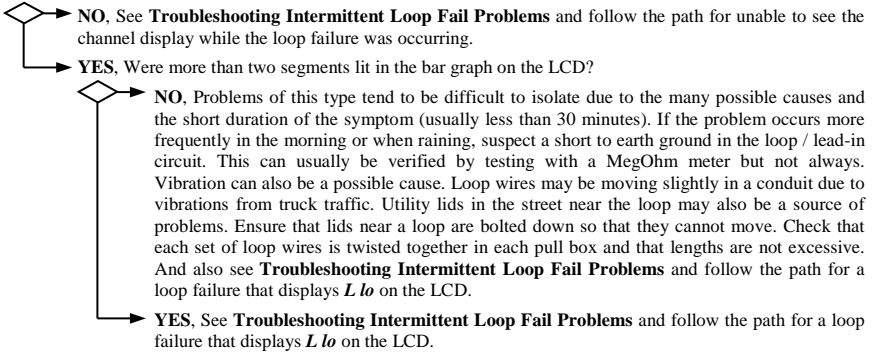 NO, See Troubleshooting Intermittent Loop Fail Problems and follow the path for unable to see the
channel display while the loop failure was occurring.
YES, Were more than two segments lit in the bar graph on the LCD?
NO, Problems of this type tend to be difficult to isolate due to the many possible causes and
the short duration of the symptom (usually less than 30 minutes). If the problem occurs more
frequently in the morning or when raining, suspect a short to earth ground in the loop / lead-in
circuit. This can usually be verified by testing with a MegOhm meter but not always.
Vibration can also be a possible cause. Loop wires may be moving slightly in a conduit due to
vibrations from truck traffic. Utility lids in the street near the loop may also be a source of
problems. Ensure that lids near a loop are bolted down so that they cannot move. Check that
each set of loop wires is twisted together in each pull box and that lengths are not excessive.
And also see Troubleshooting Intermittent Loop Fail Problems and follow the path for a
loop failure that displays L lo on the LCD.
YES, See Troubleshooting Intermittent Loop Fail Problems and follow the path for a loop
failure that displays L lo on the LCD.